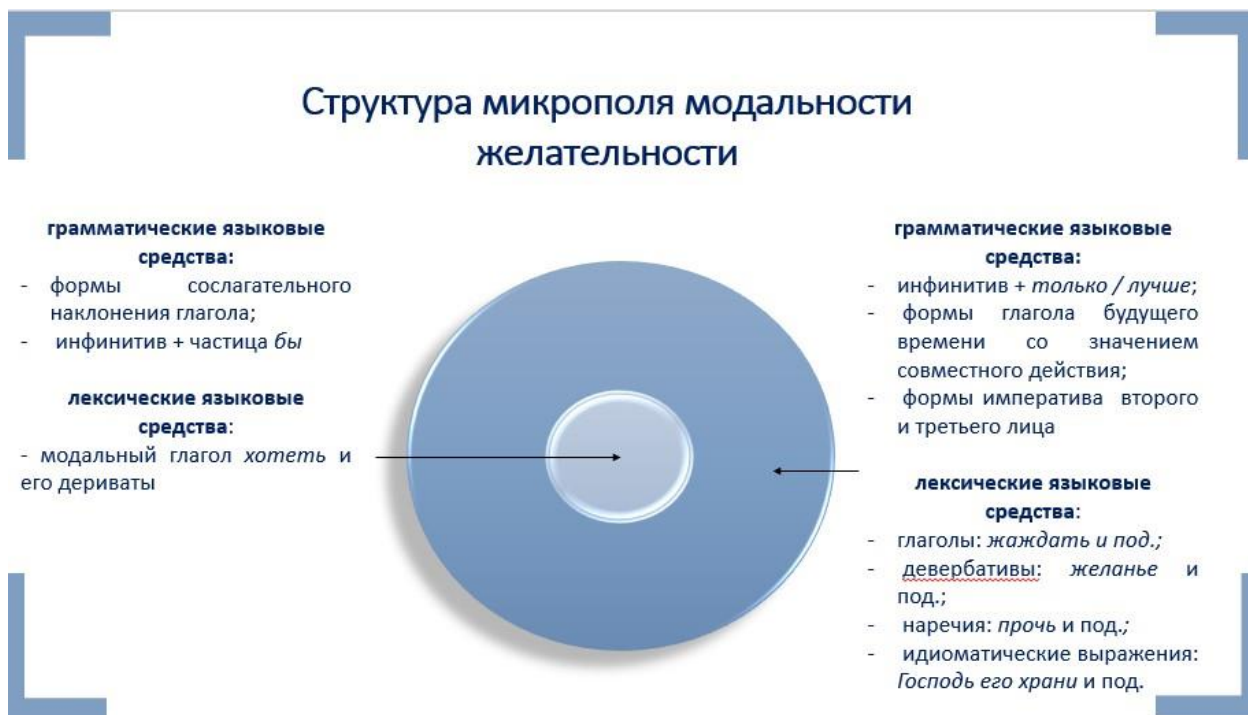 Структура микрополя модальности
желательности
грамматические языковые
средства:
- формы сослагательного
наклонения глагола;
- инфинитив + частица бы
лексические языковые
средства:
- модальный глагол хотеть и
его дериваты
грамматические языковые
средства:
- инфинитив + только / лучше;
- формы глагола будущего
времени со значением
совместного действия;
- формы императива второго
и третьего лица
лексические языковые
средства:
- глаголы: жаждать и под.;
- девербативы: желанье и
под.;
- наречия: прочь и под.;
- идиоматические выражения:
Господь его храни и под.